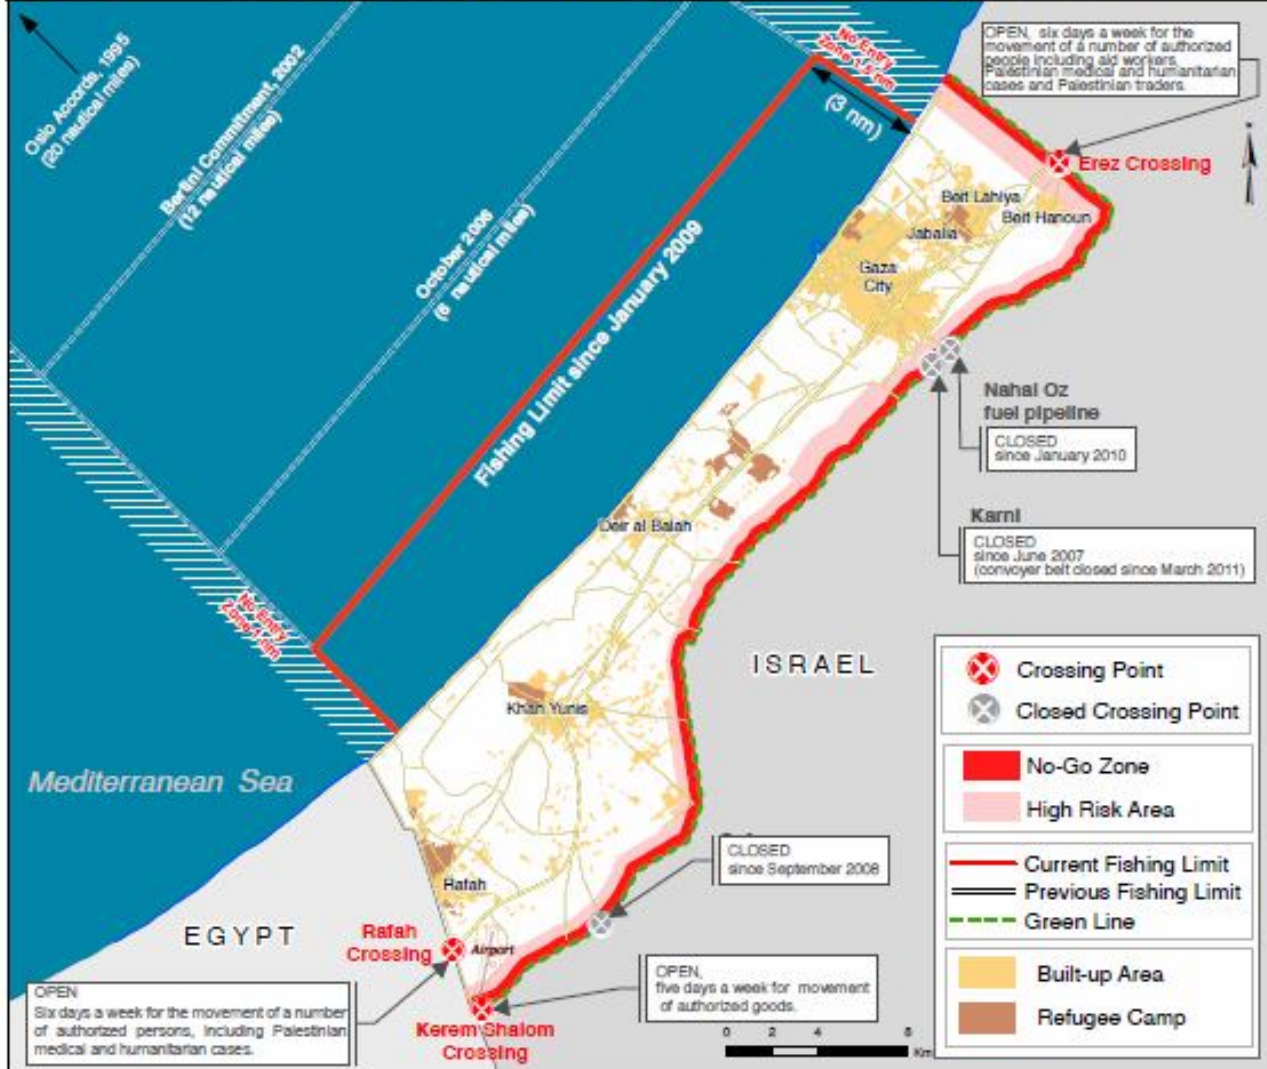 Oslo Accords, 1995
(20 nautical miles)
Bertini Commitment, 2002
(12 nautical miles)
October 2006
(6 nautical miles)
Fishing Limit since January 2009
No Entry
Zone 1.5 nm
(3 nm)
OPEN, six days a week for the
movement of a number of authorized
people including aid workers,
Palestinian medical and humanitarian
cases and Palestinian traders.
Erez Crossing
Beit Lahiya
Beit Hanoun
Jabalia
Gaza
City
Nahal Oz
fuel pipeline
CLOSED
since January 2010
Karni
CLOSED
since June 2007
(convoyer belt closed since March 2011)
Deir al Balah
No Entry
Zone 1 nm
ISRAEL
Khan Yunis
Mediterranean Sea
CLOSED
since September 2008
Rafah
EGYPT
Rafah
Crossing
Airport
OPEN
Six days a week for the movement of a number
of authorized persons, including Palestinian
medical and humanitarian cases.
OPEN,
five days a week for movement
of authorized goods.
Kerem Shalom
Crossing
0 2 4 8
Km
Crossing Point
Closed Crossing Point
No-Go Zone
High Risk Area
Current Fishing Limit
Previous Fishing Limit
Green Line
Built-up Area
Refugee Camp